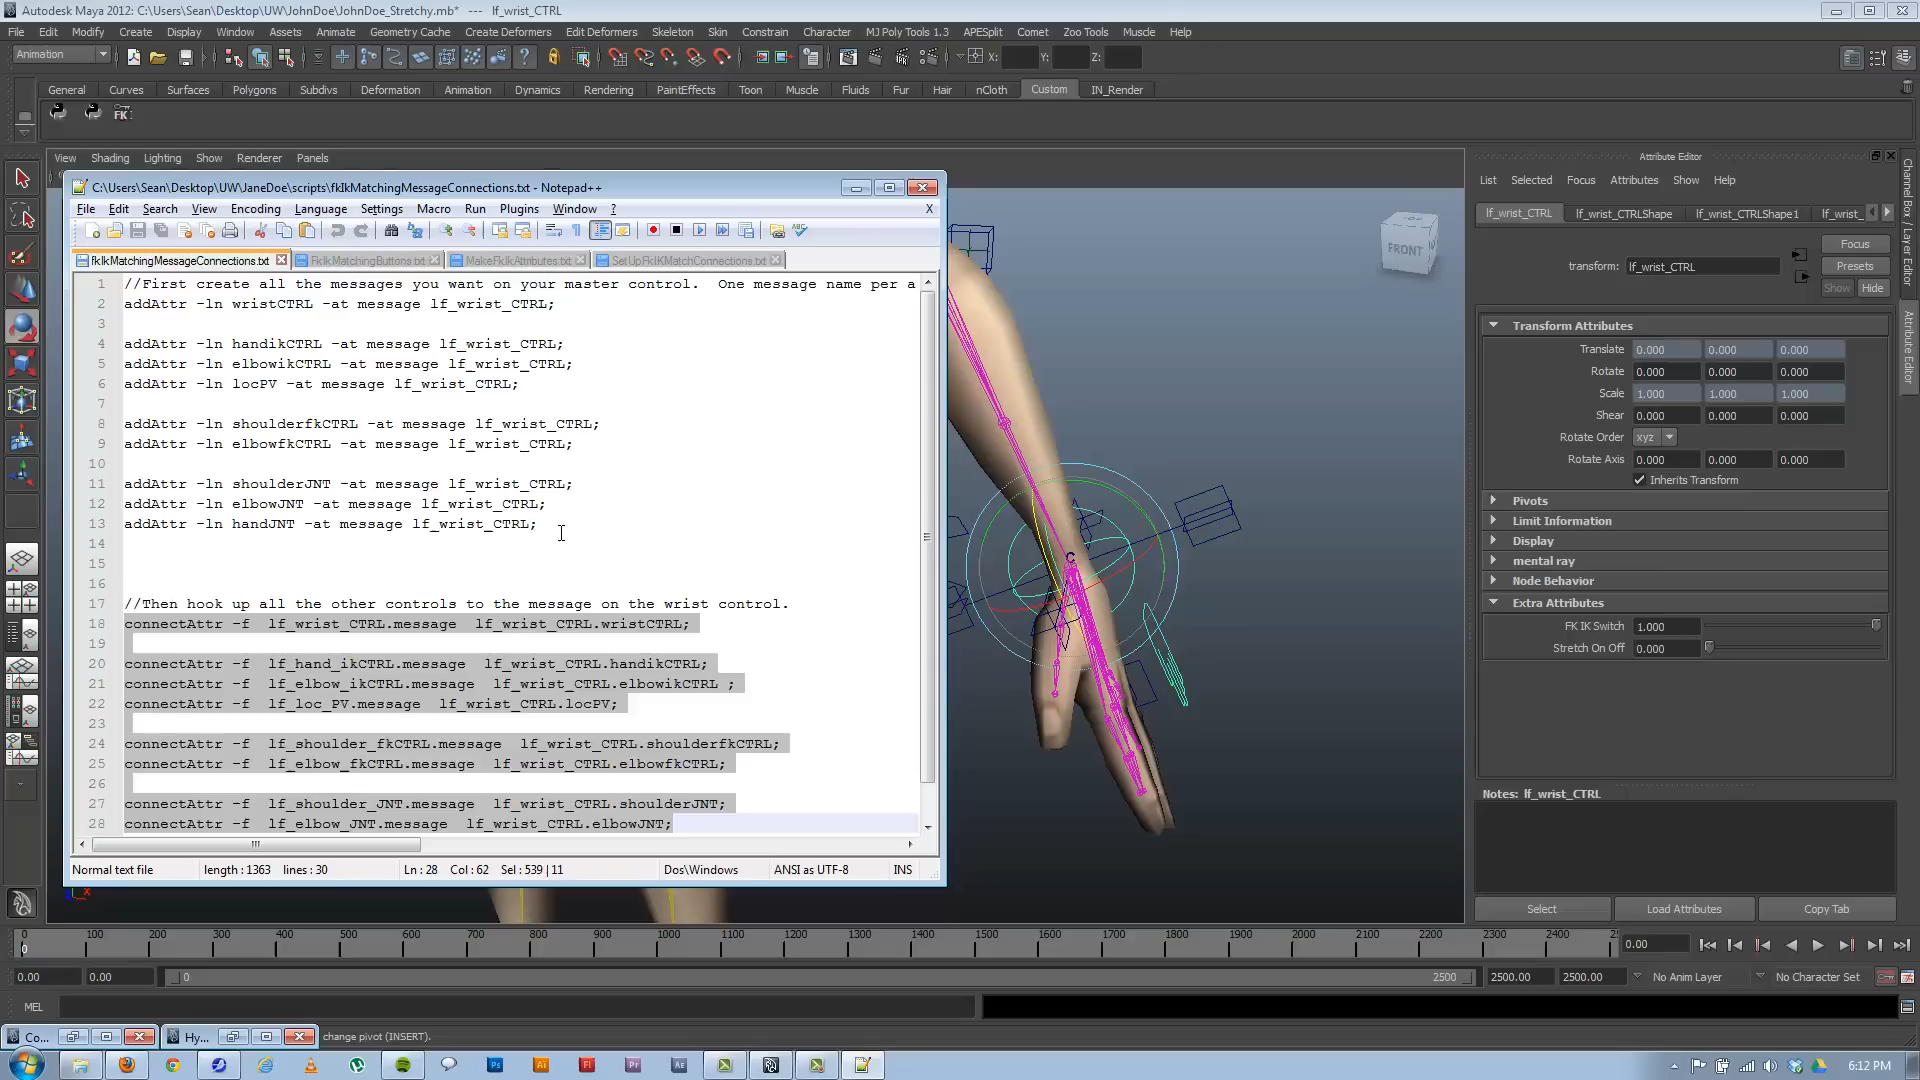 Autodesk Maya 2012: C:\Users\Sean\Desktop\UW\JohnDoe\JohnDoe_Stretchy.mb* --- lf_wrist_CTRL
File Edit Modify Create Display Window Assets Animate Geometry Cache Create Deformers Edit Deformers Skeleton Skin Constrain Character MJ Poly Tools 1.3 APESplit Comet Zoo Tools Muscle Help
Animation X: Y: Z:
General Curves Surfaces Polygons Subdivs Deformation Animation Dynamics Rendering PaintEffects Toon Muscle Fluids Fur Hair nCloth Custom IN_Render
FK
View Shading Lighting Show Renderer Panels
C:\Users\Sean\Desktop\UW\JaneDoe\scripts\fkIkMatchingMessageConnections.txt - Notepad++
File Edit Search View Encoding Language Settings Macro Run Plugins Window ? X
fkIkMatchingMessageConnections.txt FkIkMatchingButtons.txt MakeFkIkAttributes.txt SetUpFkIKMatchConnections.txt
1 //First create all the messages you want on your master control. One message name per a
2 addAttr -ln wristCTRL -at message lf_wrist_CTRL;
3
4 addAttr -ln handikCTRL -at message lf_wrist_CTRL;
5 addAttr -ln elbowikCTRL -at message lf_wrist_CTRL;
6 addAttr -ln locPV -at message lf_wrist_CTRL;
7
8 addAttr -ln shoulderfkCTRL -at message lf_wrist_CTRL;
9 addAttr -ln elbowfkCTRL -at message lf_wrist_CTRL;
10
11 addAttr -ln shoulderJNT -at message lf_wrist_CTRL;
12 addAttr -ln elbowJNT -at message lf_wrist_CTRL;
13 addAttr -ln handJNT -at message lf_wrist_CTRL;
14
15
16
17 //Then hook up all the other controls to the message on the wrist control.
18 connectAttr -f lf_wrist_CTRL.message lf_wrist_CTRL.wristCTRL;
19
20 connectAttr -f lf_hand_ikCTRL.message lf_wrist_CTRL.handikCTRL;
21 connectAttr -f lf_elbow_ikCTRL.message lf_wrist_CTRL.elbowikCTRL ;
22 connectAttr -f lf_loc_PV.message lf_wrist_CTRL.locPV;
23
24 connectAttr -f lf_shoulder_fkCTRL.message lf_wrist_CTRL.shoulderfkCTRL;
25 connectAttr -f lf_elbow_fkCTRL.message lf_wrist_CTRL.elbowfkCTRL;
26
27 connectAttr -f lf_shoulder_JNT.message lf_wrist_CTRL.shoulderJNT;
28 connectAttr -f lf_elbow_JNT.message lf_wrist_CTRL.elbowJNT;
Normal text file length : 1363 lines : 30 Ln : 28 Col : 62 Sel : 539 | 11 Dos\Windows ANSI as UTF-8 INS
FRONT
Attribute Editor
List Selected Focus Attributes Show Help
lf_wrist_CTRL lf_wrist_CTRLShape lf_wrist_CTRLShape1 lf_wrist_
Focus
transform: lf_wrist_CTRL Presets
Show Hide
Transform Attributes
Translate 0.000 0.000 0.000
Rotate 0.000 0.000 0.000
Scale 1.000 1.000 1.000
Shear 0.000 0.000 0.000
Rotate Order xyz
Rotate Axis 0.000 0.000 0.000
Inherits Transform
Pivots
Limit Information
Display
mental ray
Node Behavior
Extra Attributes
FK IK Switch 1.000
Stretch On Off 0.000
Notes: lf_wrist_CTRL
Select Load Attributes Copy Tab
Channel Box / Layer Editor
Attribute Editor
0 100 200 300 400 500 600 700 800 900 1000 1100 1200 1300 1400 1500 1600 1700 1800 1900 2000 2100 2200 2300 2400 2
0 0.00
0.00 0.00 0 2500 2500.00 2500.00 No Anim Layer No Character Set
MEL
Co... Hy... change pivot (INSERT).
Ps Ai Fl Pr Ae
6:12 PM